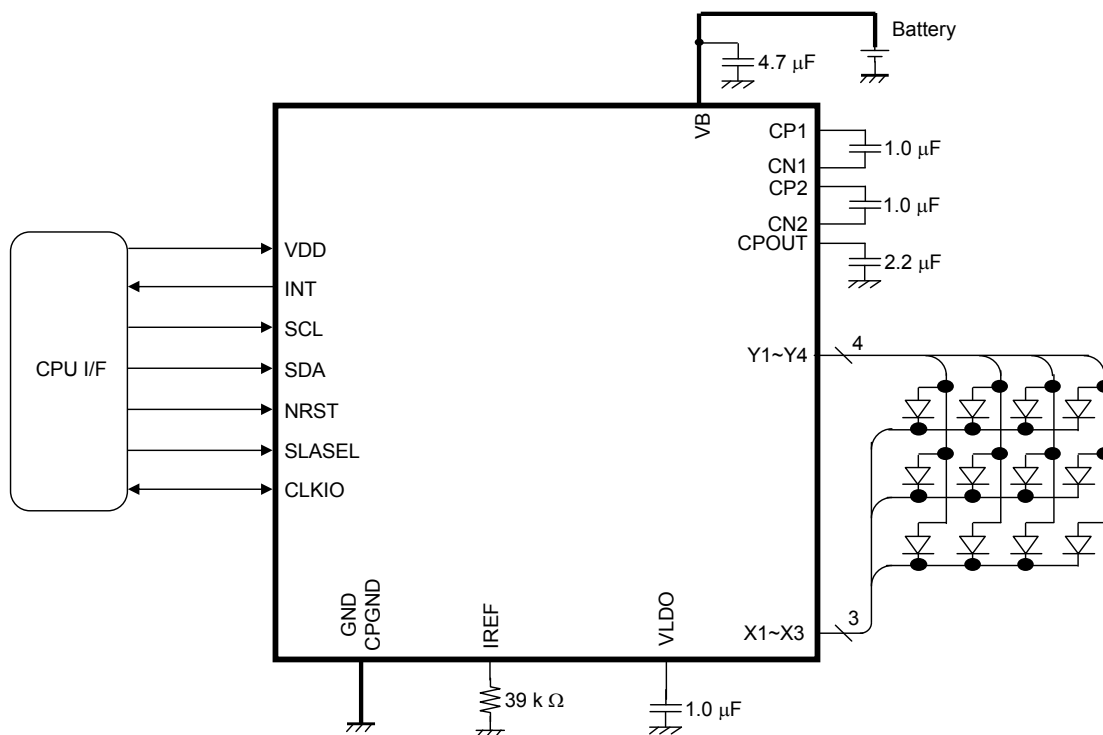 Battery
4.7 μF
VB
CP1
1.0 μF
CN1
CP2
1.0 μF
CN2
CPOUT
2.2 μF
CPU I/F
VDD
INT
SCL
SDA
NRST
SLASEL
CLKIO
Y1~Y4
4
X1~X3
3
GND
CPGND
IREF
VLDO
39 k Ω
1.0 μF